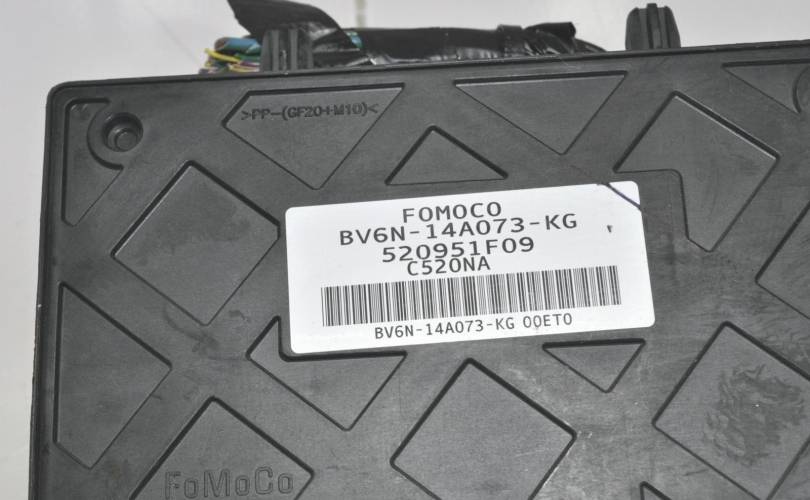 >PP-(GF20+M10)<
FOMOCO
BV6N-14A073-KG
520951F09
C520NA
BV6N-14A073-KG 00ET0
FoMoCo